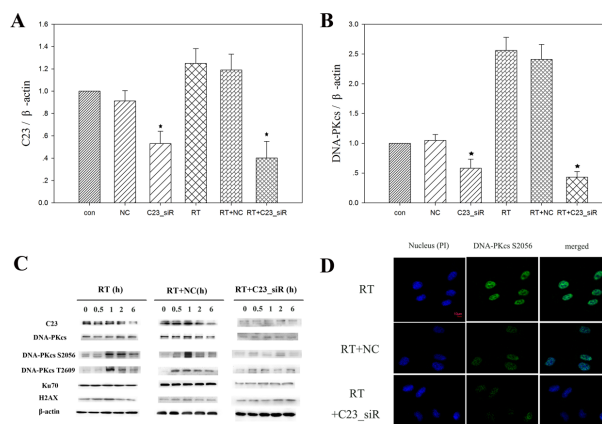 A
C23 / β -actin
1.6
1.4
1.2
1.0
.8
.6
.4
.2
0.0
★
★
con NC C23_siR RT RT+NC RT+C23_siR
B
DNA-PKcs / β -actin
3.0
2.5
2.0
1.5
1.0
.5
0.0
★
★
con NC C23_siR RT RT+NC RT+C23_siR
C
RT (h) RT+NC(h) RT+C23_siR (h)
0 0.5 1 2 6 0 0.5 1 2 6 0 0.5 1 2 6
C23
DNA-PKcs
DNA-PKcs S2056
DNA-PKcs T2609
Ku70
H2AX
β-actin
D
Nucleus (PI) DNA-PKcs S2056 merged
RT
RT+NC
RT
+C23_siR